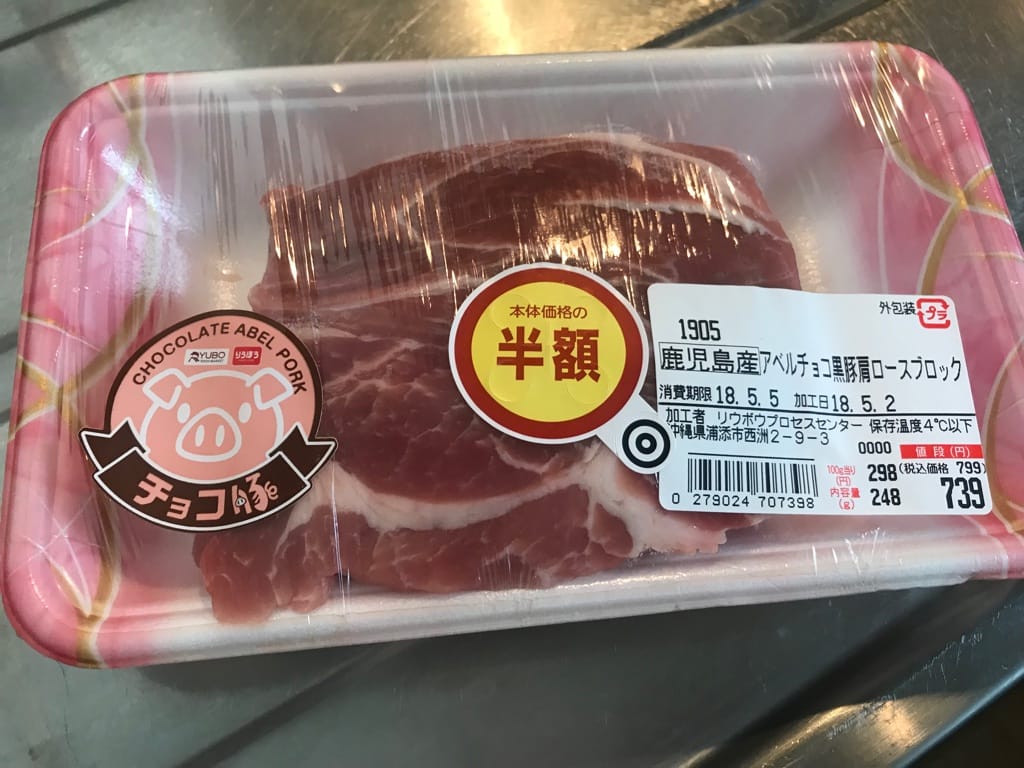 CHOCOLATE ABEL PORK
RYUBO
りうぼう
チョコ豚
本体価格の
半額
1905
外包装 プラ
鹿児島産 アベルチョコ黒豚肩ロースブロック
消費期限 18.5.5 加工日 18.5.2
加工者 リウボウプロセスセンター 保存温度4℃以下
沖縄県浦添市西洲2-9-3
0000 値段(円)
100g当り(円) 298 (税込価格 799)
内容量(g) 248 739
0 279024 707398